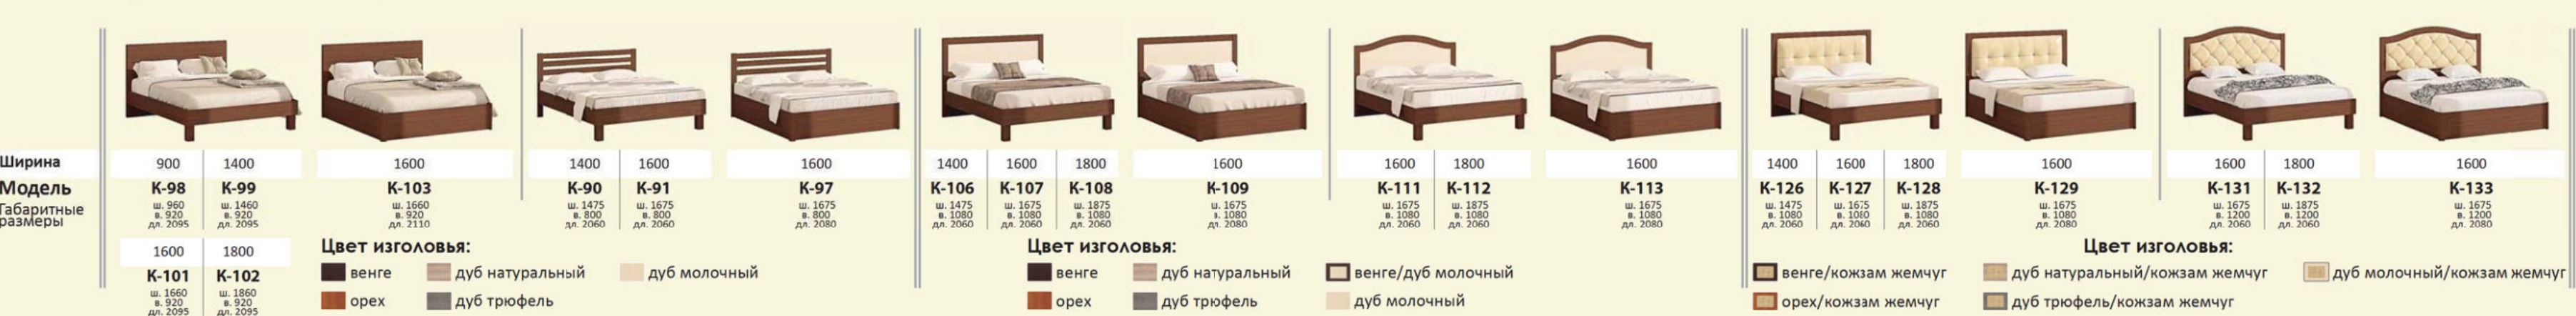 Ширина 900 1400 1600 1400 1600 1600 1400 1600 1800 1600 1600 1800 1600 1400 1600 1800 1600 1600 1800 1600
Модель К-98 К-99 К-103 К-90 К-91 К-97 К-106 К-107 К-108 К-109 К-111 К-112 К-113 К-126 К-127 К-128 К-129 К-131 К-132 К-133
Габаритные ш. 960 ш. 1460 ш. 1660 ш. 1475 ш. 1675 ш. 1675 ш. 1475 ш. 1675 ш. 1875 ш. 1675 ш. 1675 ш. 1875 ш. 1675 ш. 1475 ш. 1675 ш. 1875 ш. 1675 ш. 1675 ш. 1875 ш. 1675
размеры в. 920 в. 920 в. 920 в. 800 в. 800 в. 800 в. 1080 в. 1080 в. 1080 в. 1080 в. 1080 в. 1080 в. 1080 в. 1080 в. 1080 в. 1080 в. 1080 в. 1200 в. 1200 в. 1200
дл. 2095 дл. 2095 дл. 2110 дл. 2060 дл. 2060 дл. 2080 дл. 2060 дл. 2060 дл. 2060 дл. 2080 дл. 2060 дл. 2060 дл. 2080 дл. 2060 дл. 2060 дл. 2060 дл. 2080 дл. 2060 дл. 2060 дл. 2080
1600 1800
К-101 К-102
ш. 1660 ш. 1860
в. 920 в. 920
дл. 2095 дл. 2095
Цвет изголовья:
венге дуб натуральный дуб молочный
орех дуб трюфель
Цвет изголовья:
венге дуб натуральный венге/дуб молочный
орех дуб трюфель дуб молочный
Цвет изголовья:
венге/кожзам жемчуг дуб натуральный/кожзам жемчуг дуб молочный/кожзам жемчуг
орех/кожзам жемчуг дуб трюфель/кожзам жемчуг